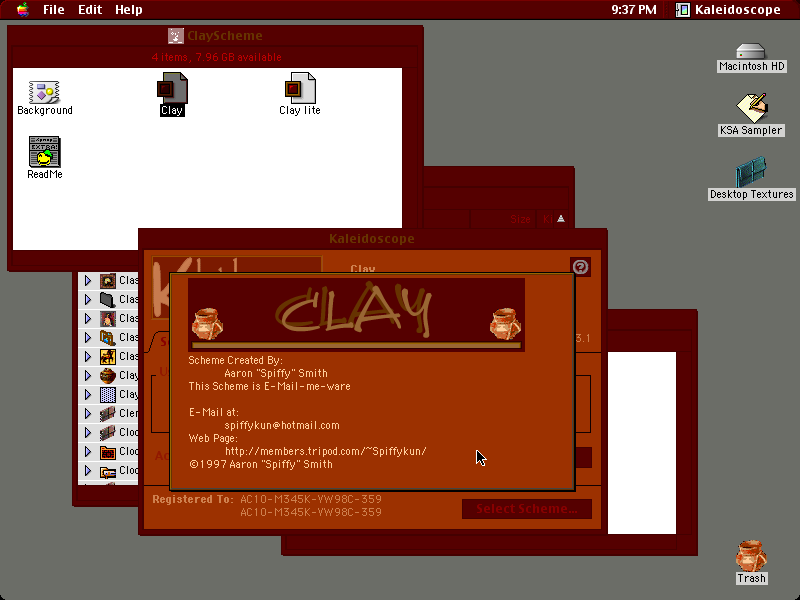 File Edit Help
9:37 PM Kaleidoscope
ClayScheme
4 items, 7.96 GB available
Background
Clay
Clay lite
ReadMe
Macintosh HD
KSA Sampler
Desktop Textures
Size
Kaleidoscope
Clay
3.1
Clas
Clas
Clas
Clas
Clas
Clay
Clay
Cler
Cloc
Cloc
Cloc
CLAY
Scheme Created By:
Aaron "Spiffy" Smith
This Scheme is E-Mail-me-ware
E-Mail at:
spiffykun@hotmail.com
Web Page:
http://members.tripod.com/~Spiffykun/
©1997 Aaron "Spiffy" Smith
Registered To: AC10-M345K-YW98C-359
AC10-M345K-YW98C-359
Select Scheme...
Trash